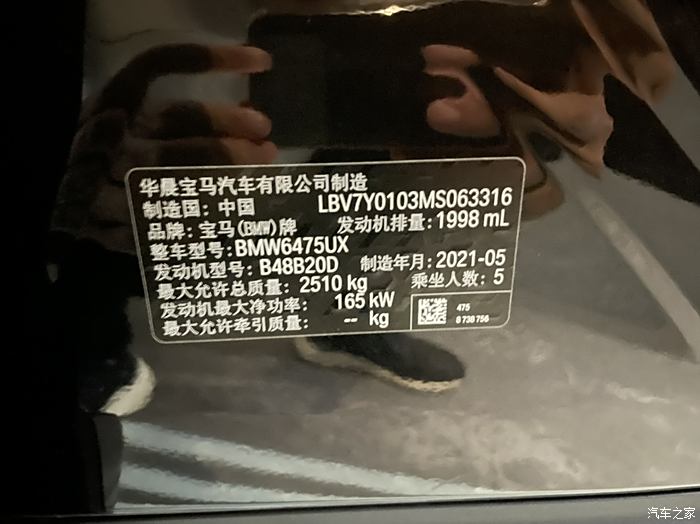 华晨宝马汽车有限公司制造
制造国：中国 LBV7Y0103MS063316
品牌：宝马(BMW)牌 发动机排量：1998 mL
整车型号：BMW6475UX
发动机型号：B48B20D 制造年月：2021-05
最大允许总质量：2510 kg 乘坐人数：5
发动机最大净功率：165 kW
最大允许牵引质量：-- kg
475
8 738 756
汽车之家